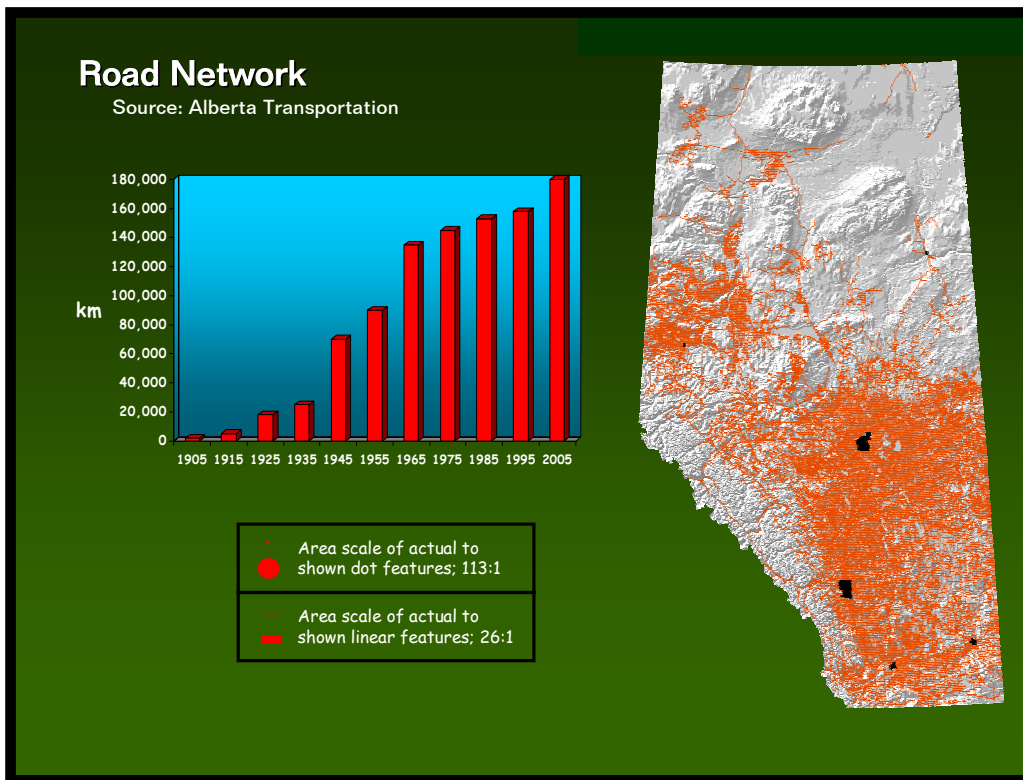 Road Network
Source: Alberta Transportation
180,000
160,000
140,000
120,000
100,000
80,000
60,000
40,000
20,000
0
km
1905 1915 1925 1935 1945 1955 1965 1975 1985 1995 2005
Area scale of actual to
shown dot features; 113:1
Area scale of actual to
shown linear features; 26:1